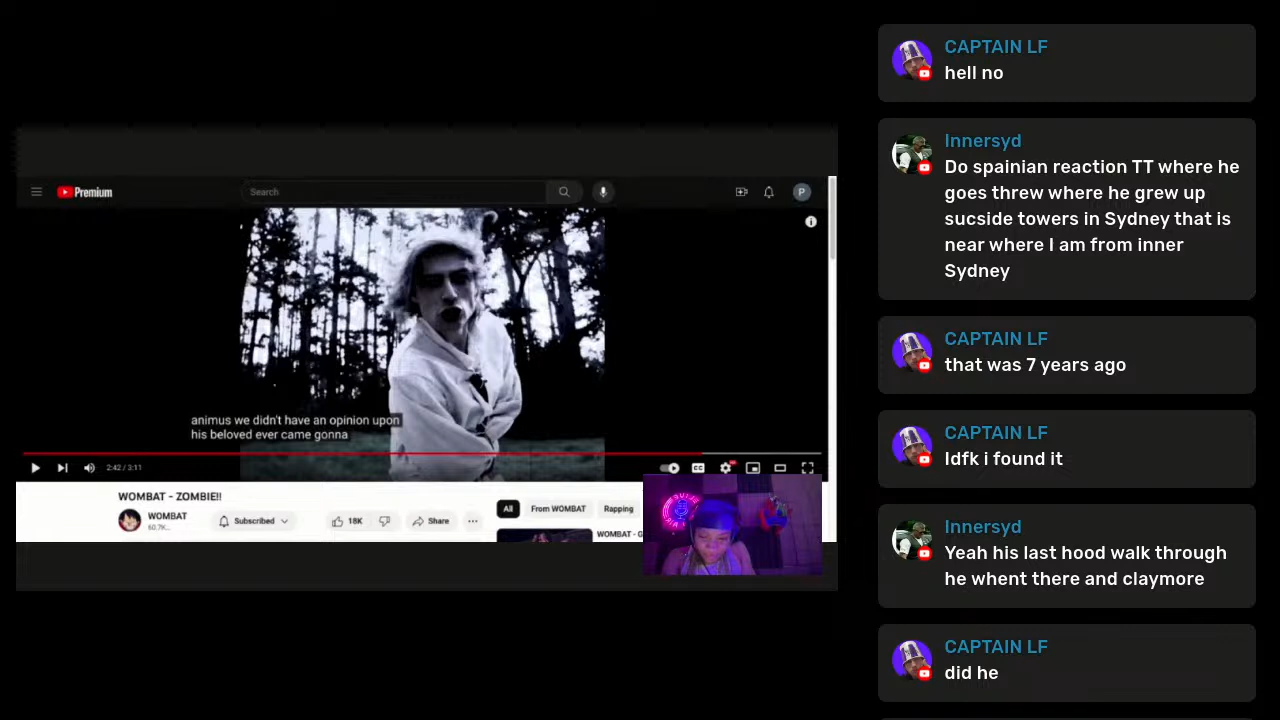 Premium
Search
P
animus we didn't have an opinion upon
his beloved ever came gonna
2:42 / 3:11
CC
WOMBAT - ZOMBIE!!
WOMBAT
60.7K...
Subscribed
18K
Share
All
From WOMBAT
Rapping
WOMBAT - G
CAPTAIN LF
hell no
Innersyd
Do spainian reaction TT where he
goes threw where he grew up
sucside towers in Sydney that is
near where I am from inner
Sydney
CAPTAIN LF
that was 7 years ago
CAPTAIN LF
Idfk i found it
Innersyd
Yeah his last hood walk through
he whent there and claymore
CAPTAIN LF
did he